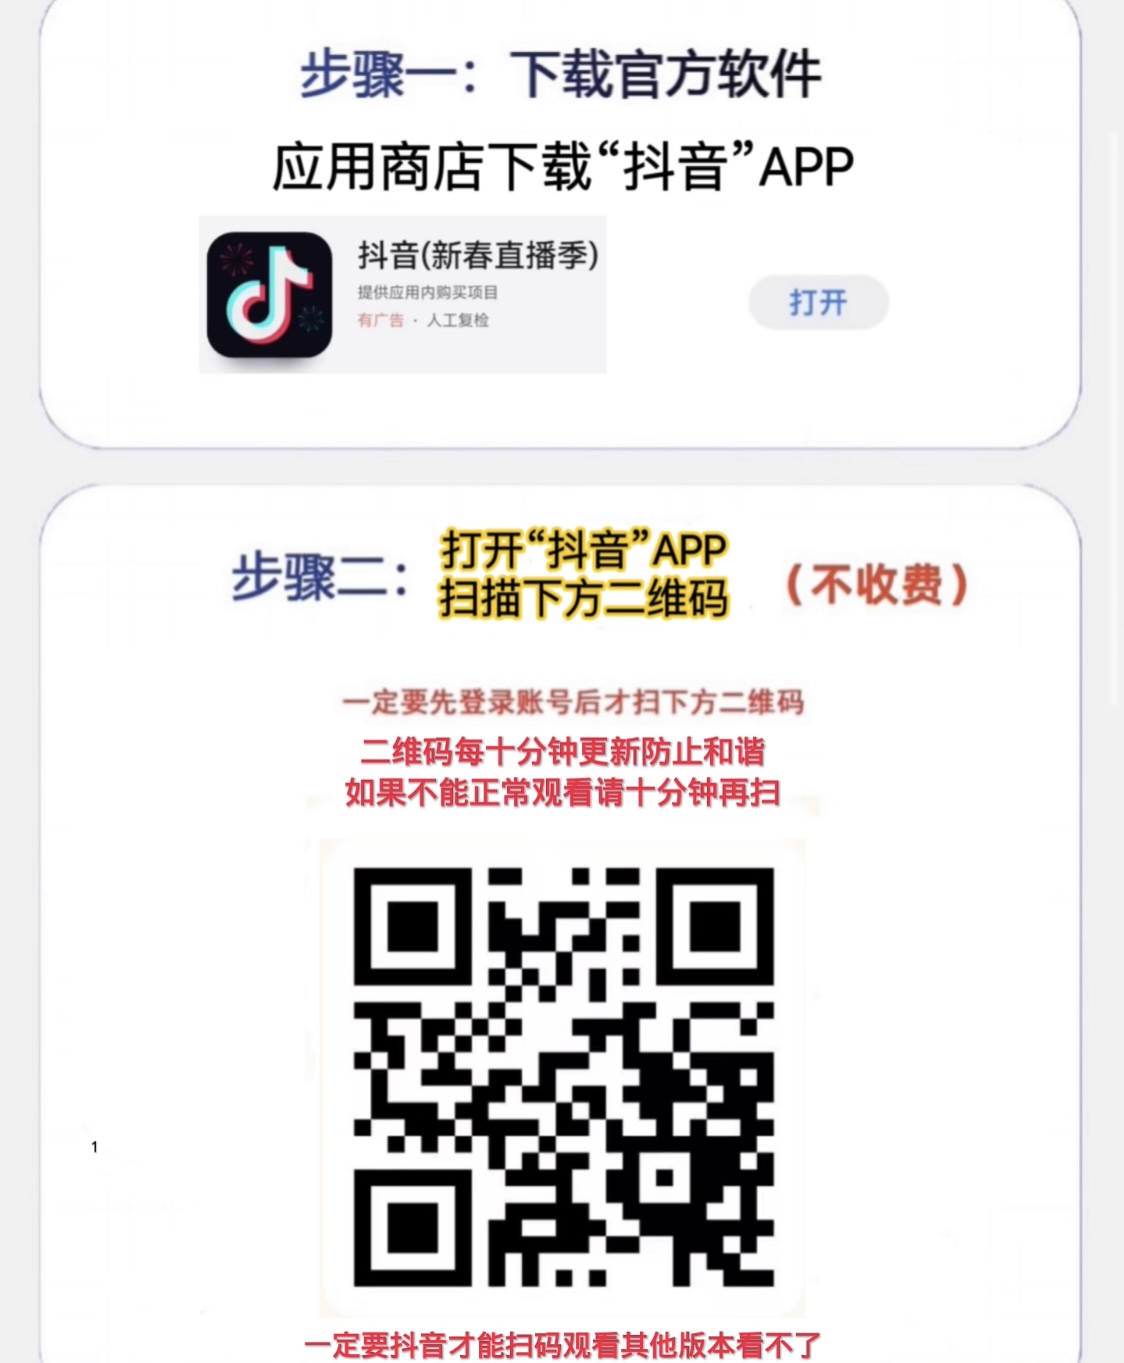 步骤一：下载官方软件
应用商店下载“抖音”APP
抖音(新春直播季)
提供应用内购买项目
有广告 · 人工复检
打开
步骤二：
打开“抖音”APP
扫描下方二维码
（不收费）
一定要先登录账号后才扫下方二维码
二维码每十分钟更新防止和谐
如果不能正常观看请十分钟再扫
1
一定要抖音才能扫码观看其他版本看不了